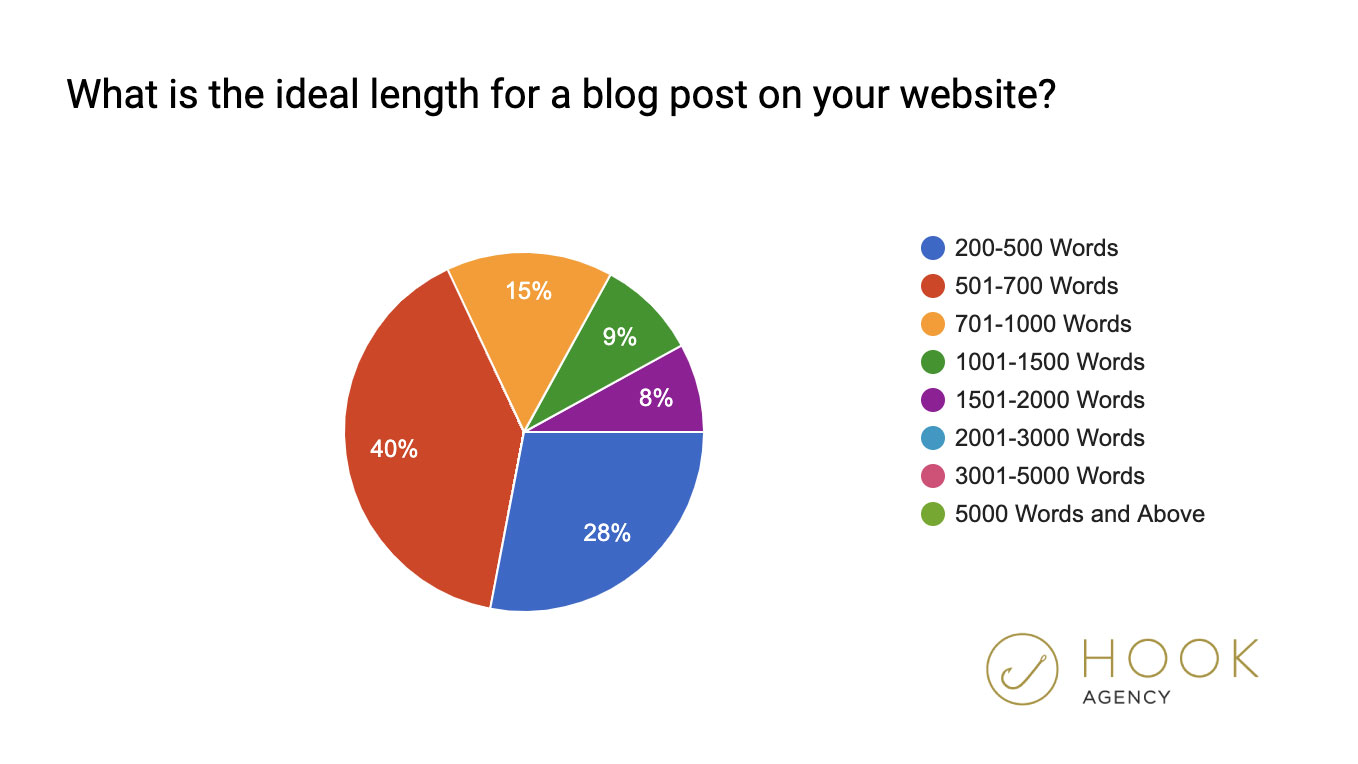 What is the ideal length for a blog post on your website?
15%
9%
8%
40%
28%
200-500 Words
501-700 Words
701-1000 Words
1001-1500 Words
1501-2000 Words
2001-3000 Words
3001-5000 Words
5000 Words and Above
HOOK
AGENCY